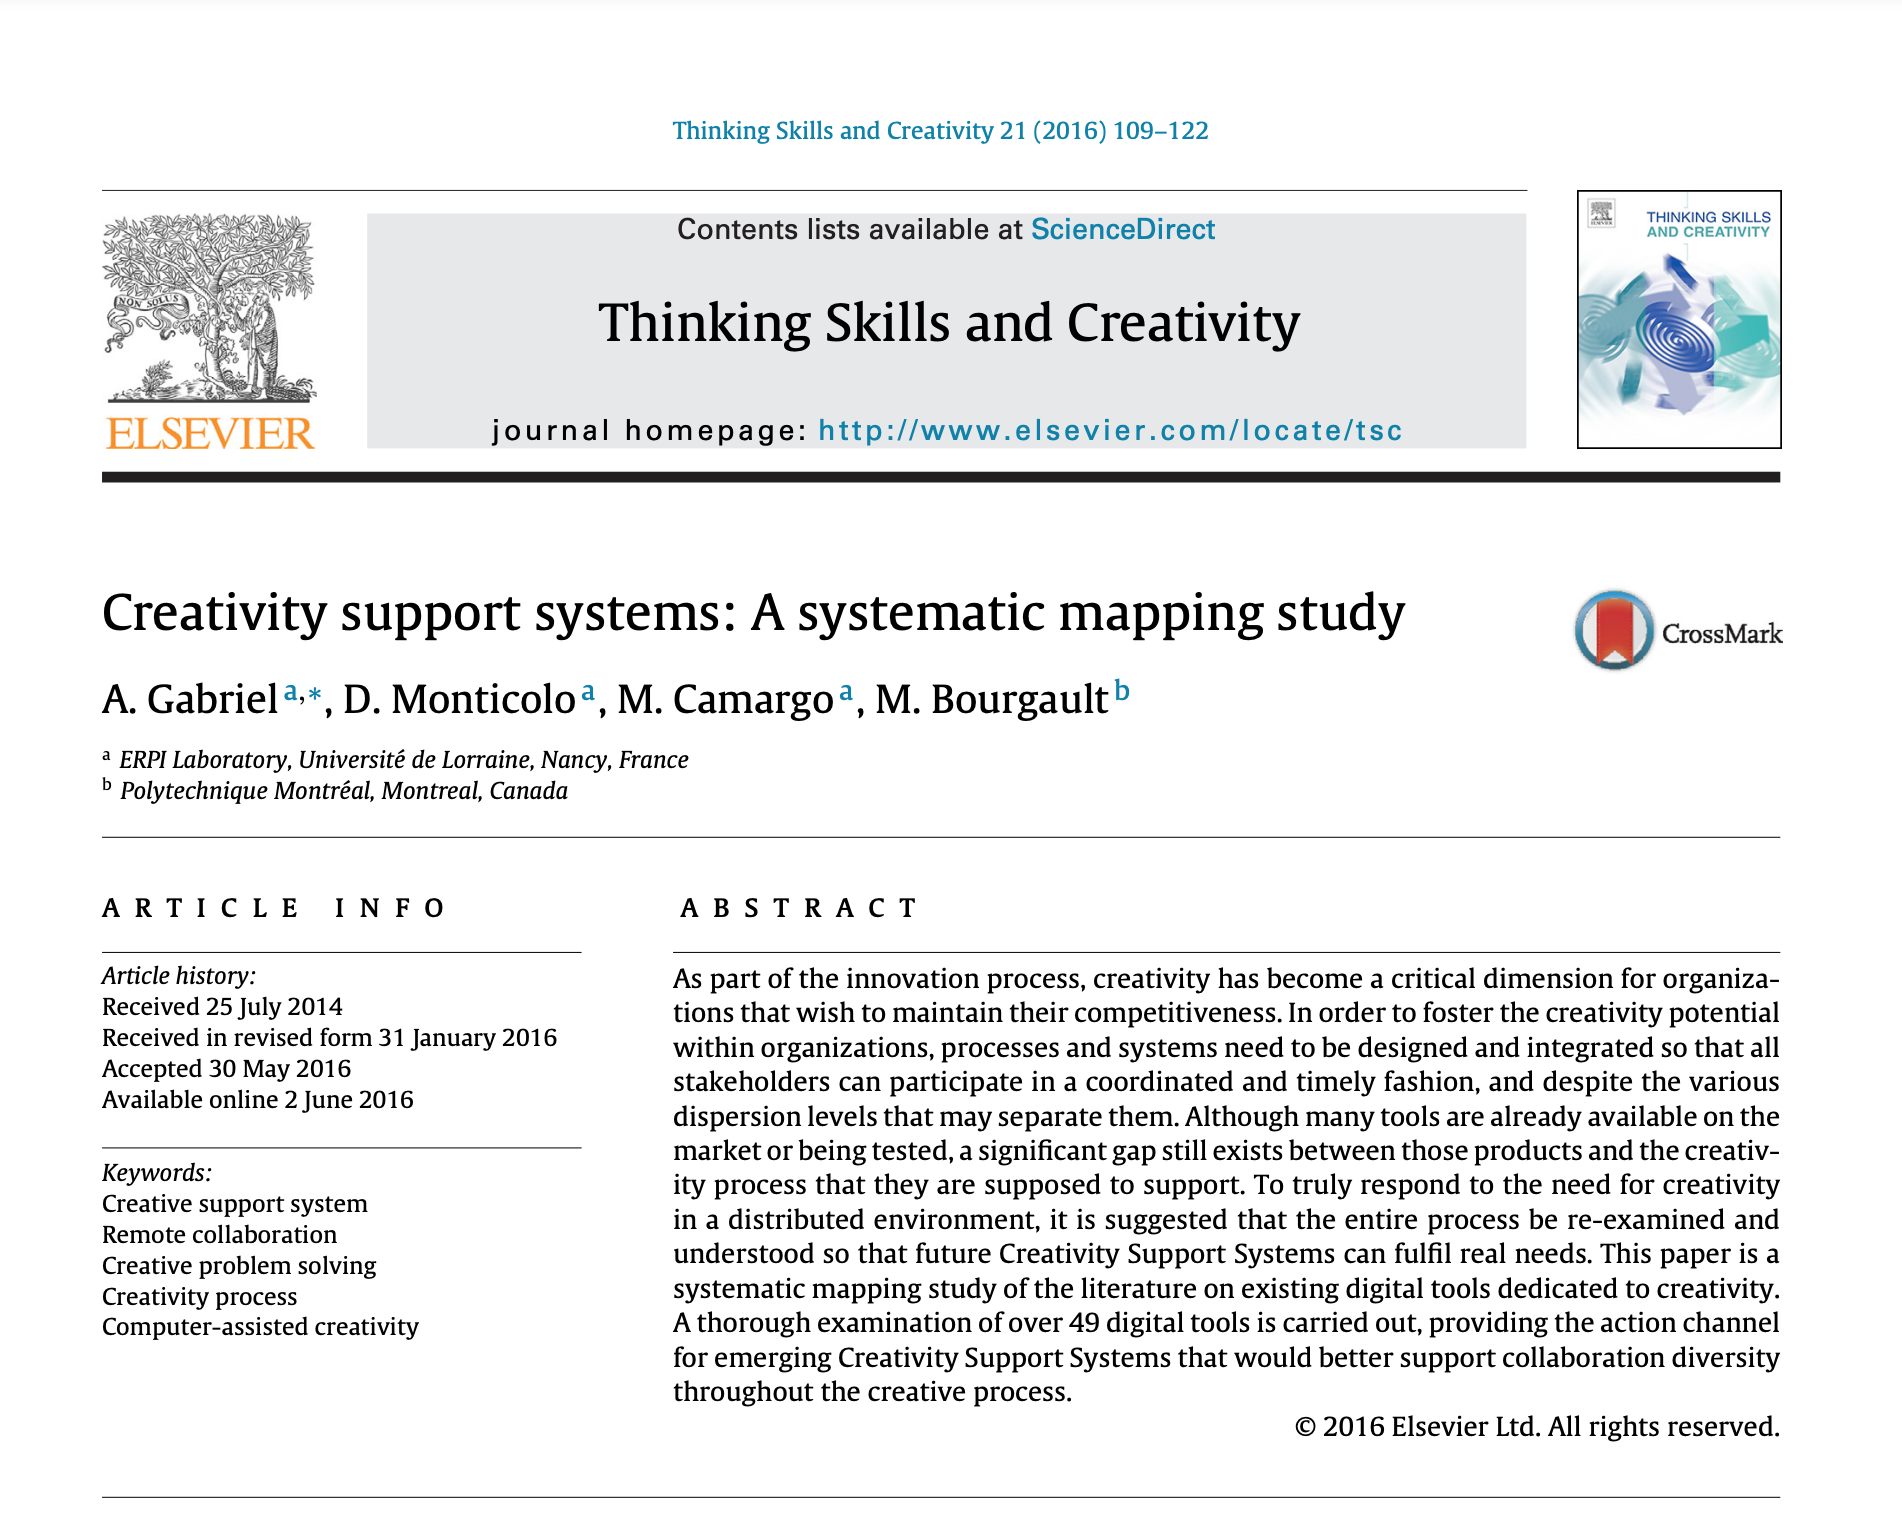 Thinking Skills and Creativity 21 (2016) 109–122
Contents lists available at ScienceDirect
Thinking Skills and Creativity
journal homepage: http://www.elsevier.com/locate/tsc
NON SOLUS
ELSEVIER
ELSEVIER
THINKING SKILLS
AND CREATIVITY
Creativity support systems: A systematic mapping study
CrossMark
A. Gabriel a,*, D. Monticolo a, M. Camargo a, M. Bourgault b
a ERPI Laboratory, Université de Lorraine, Nancy, France
b Polytechnique Montréal, Montreal, Canada
ARTICLE INFO
Article history:
Received 25 July 2014
Received in revised form 31 January 2016
Accepted 30 May 2016
Available online 2 June 2016
Keywords:
Creative support system
Remote collaboration
Creative problem solving
Creativity process
Computer-assisted creativity
ABSTRACT
As part of the innovation process, creativity has become a critical dimension for organiza-
tions that wish to maintain their competitiveness. In order to foster the creativity potential
within organizations, processes and systems need to be designed and integrated so that all
stakeholders can participate in a coordinated and timely fashion, and despite the various
dispersion levels that may separate them. Although many tools are already available on the
market or being tested, a significant gap still exists between those products and the creativ-
ity process that they are supposed to support. To truly respond to the need for creativity
in a distributed environment, it is suggested that the entire process be re-examined and
understood so that future Creativity Support Systems can fulfil real needs. This paper is a
systematic mapping study of the literature on existing digital tools dedicated to creativity.
A thorough examination of over 49 digital tools is carried out, providing the action channel
for emerging Creativity Support Systems that would better support collaboration diversity
throughout the creative process.
© 2016 Elsevier Ltd. All rights reserved.